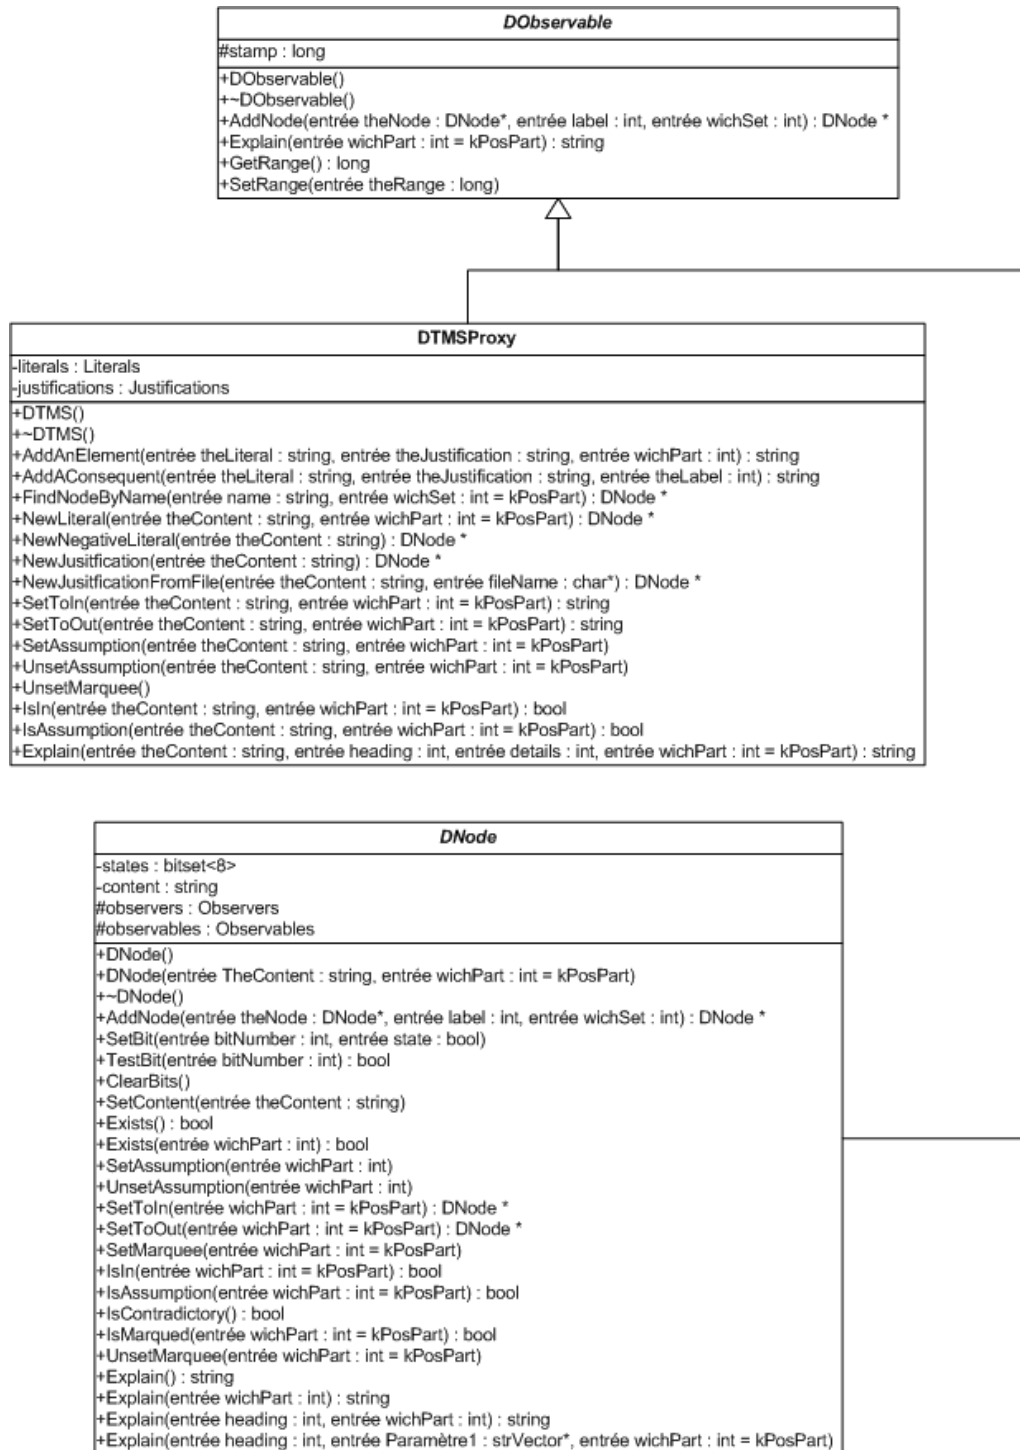 DObservable
#stamp : long
+DObservable()
+~DObservable()
+AddNode(entrée theNode : DNode*, entrée label : int, entrée wichSet : int) : DNode *
+Explain(entrée wichPart : int = kPosPart) : string
+GetRange() : long
+SetRange(entrée theRange : long)
DTMSProxy
-literals : Literals
-justifications : Justifications
+DTMS()
+~DTMS()
+AddAnElement(entrée theLiteral : string, entrée theJustification : string, entrée wichPart : int) : string
+AddAConsequent(entrée theLiteral : string, entrée theJustification : string, entrée theLabel : int) : string
+FindNodeByName(entrée name : string, entrée wichSet : int = kPosPart) : DNode *
+NewLiteral(entrée theContent : string, entrée wichPart : int = kPosPart) : DNode *
+NewNegativeLiteral(entrée theContent : string) : DNode *
+NewJusitfication(entrée theContent : string) : DNode *
+NewJusitficationFromFile(entrée theContent : string, entrée fileName : char*) : DNode *
+SetToIn(entrée theContent : string, entrée wichPart : int = kPosPart) : string
+SetToOut(entrée theContent : string, entrée wichPart : int = kPosPart) : string
+SetAssumption(entrée theContent : string, entrée wichPart : int = kPosPart)
+UnsetAssumption(entrée theContent : string, entrée wichPart : int = kPosPart)
+UnsetMarquee()
+IsIn(entrée theContent : string, entrée wichPart : int = kPosPart) : bool
+IsAssumption(entrée theContent : string, entrée wichPart : int = kPosPart) : bool
+Explain(entrée theContent : string, entrée heading : int, entrée details : int, entrée wichPart : int = kPosPart) : string
DNode
-states : bitset<8>
-content : string
#observers : Observers
#observables : Observables
+DNode()
+DNode(entrée TheContent : string, entrée wichPart : int = kPosPart)
+~DNode()
+AddNode(entrée theNode : DNode*, entrée label : int, entrée wichSet : int) : DNode *
+SetBit(entrée bitNumber : int, entrée state : bool)
+TestBit(entrée bitNumber : int) : bool
+ClearBits()
+SetContent(entrée theContent : string)
+Exists() : bool
+Exists(entrée wichPart : int) : bool
+SetAssumption(entrée wichPart : int)
+UnsetAssumption(entrée wichPart : int)
+SetToIn(entrée wichPart : int = kPosPart) : DNode *
+SetToOut(entrée wichPart : int = kPosPart) : DNode *
+SetMarquee(entrée wichPart : int = kPosPart)
+IsIn(entrée wichPart : int = kPosPart) : bool
+IsAssumption(entrée wichPart : int = kPosPart) : bool
+IsContradictory() : bool
+IsMarqued(entrée wichPart : int = kPosPart) : bool
+UnsetMarquee(entrée wichPart : int = kPosPart)
+Explain() : string
+Explain(entrée wichPart : int) : string
+Explain(entrée heading : int, entrée wichPart : int) : string
+Explain(entrée heading : int, entrée Paramètre1 : strVector*, entrée wichPart : int = kPosPart)